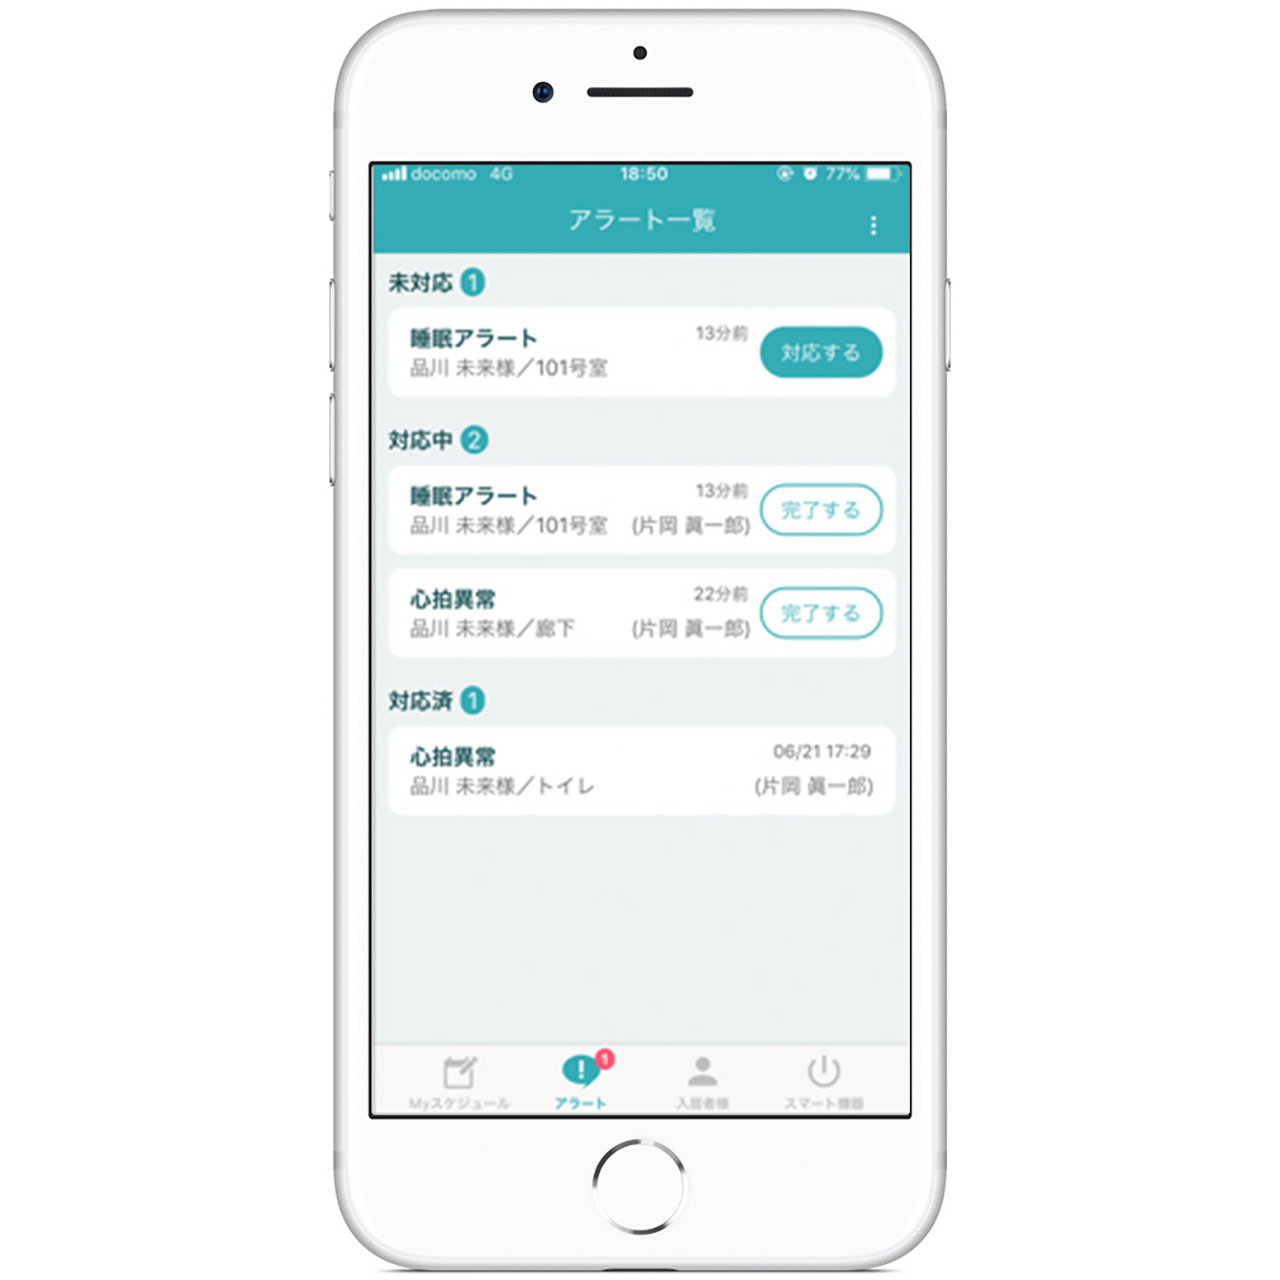 docomo 4G 18:50 77%
アラート一覧
未対応 1
睡眠アラート 13分前
品川 未来様／101号室
対応する
対応中 2
睡眠アラート 13分前
品川 未来様／101号室 (片岡 眞一郎)
完了する
心拍異常 22分前
品川 未来様／廊下 (片岡 眞一郎)
完了する
対応済 1
心拍異常 06/21 17:29
品川 未来様／トイレ (片岡 眞一郎)
1
Myスケジュール アラート 入居者様 スマート機器